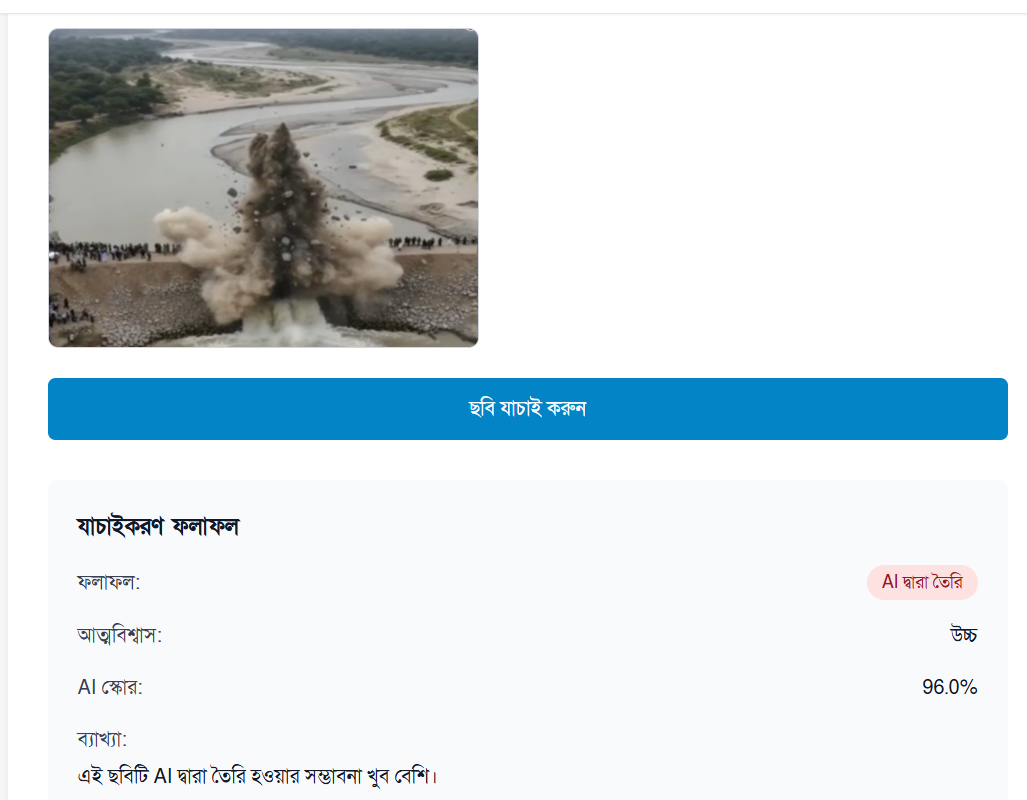 ছবি যাচাই করুন
যাচাইকরণ ফলাফল
ফলাফল:
AI দ্বারা তৈরি
আত্মবিশ্বাস:
উচ্চ
AI স্কোর:
96.0%
ব্যাখ্যা:
এই ছবিটি AI দ্বারা তৈরি হওয়ার সম্ভাবনা খুব বেশি।